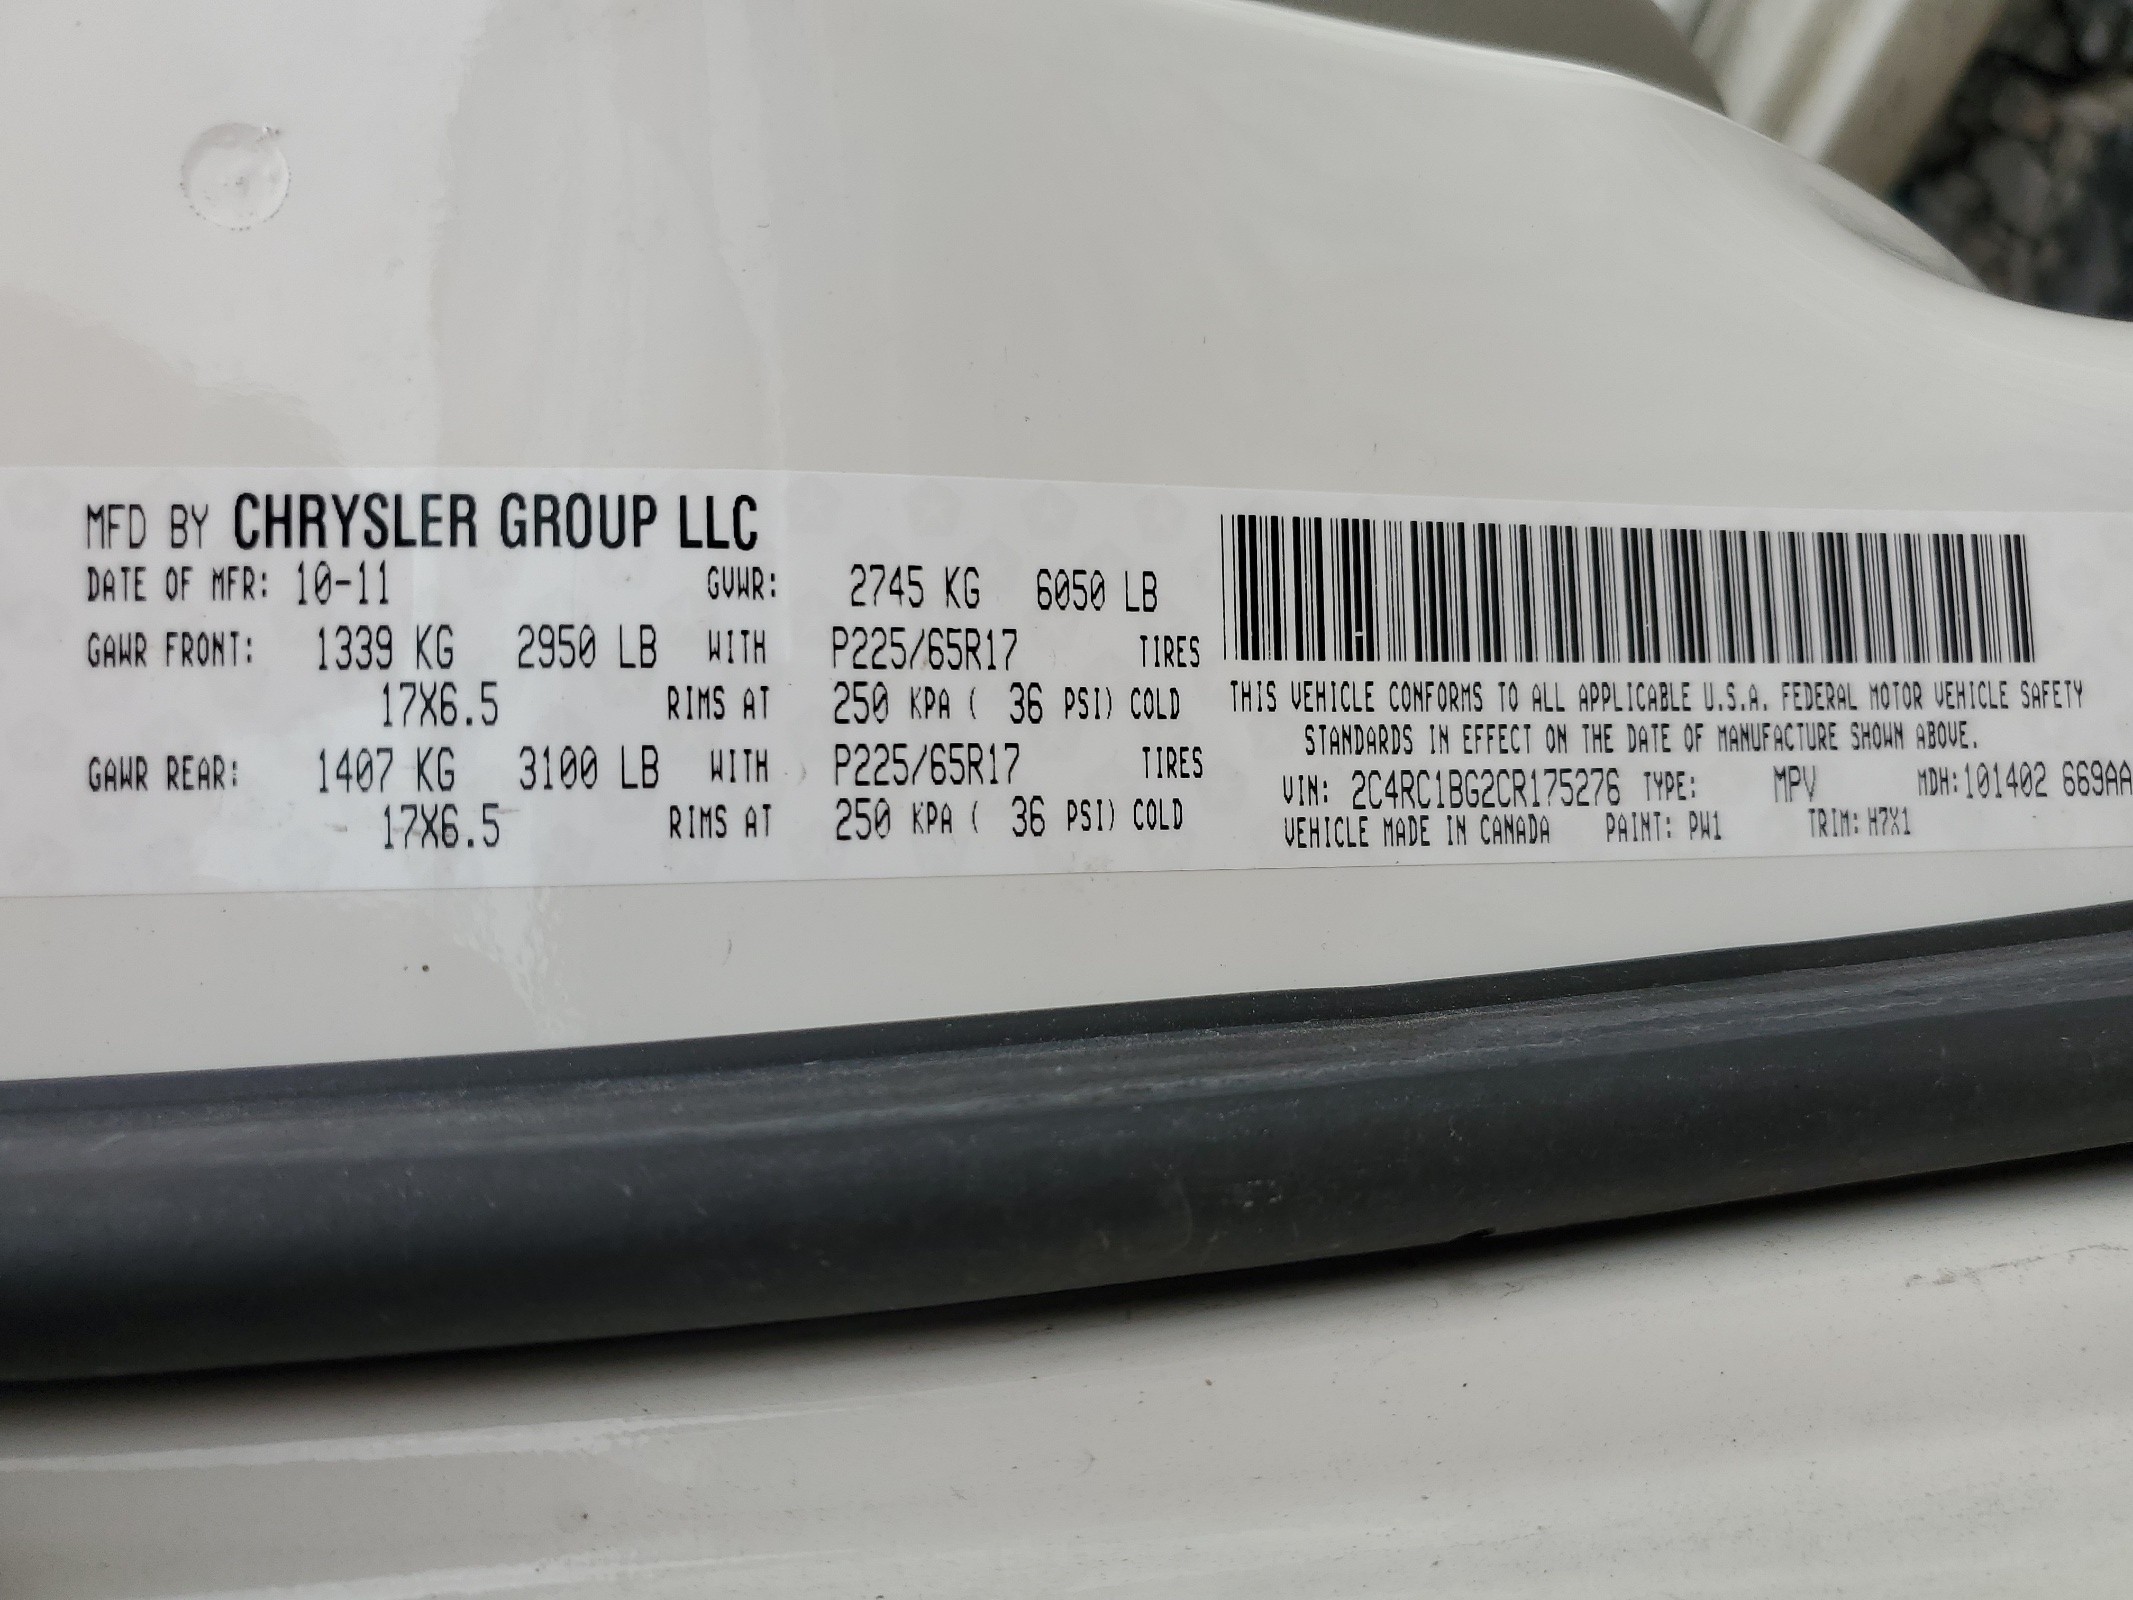 MFD BY CHRYSLER GROUP LLC
DATE OF MFR: 10-11 GVWR: 2745 KG 6050 LB
GAWR FRONT: 1339 KG 2950 LB WITH P225/65R17 TIRES
17X6.5 RIMS AT 250 KPA ( 36 PSI) COLD
GAWR REAR: 1407 KG 3100 LB WITH P225/65R17 TIRES
17X6.5 RIMS AT 250 KPA ( 36 PSI) COLD
THIS VEHICLE CONFORMS TO ALL APPLICABLE U.S.A. FEDERAL MOTOR VEHICLE SAFETY
STANDARDS IN EFFECT ON THE DATE OF MANUFACTURE SHOWN ABOVE.
VIN: 2C4RC1BG2CR175276 TYPE: MPV MDH:101402 669AA
VEHICLE MADE IN CANADA PAINT: PW1 TRIM: H7X1